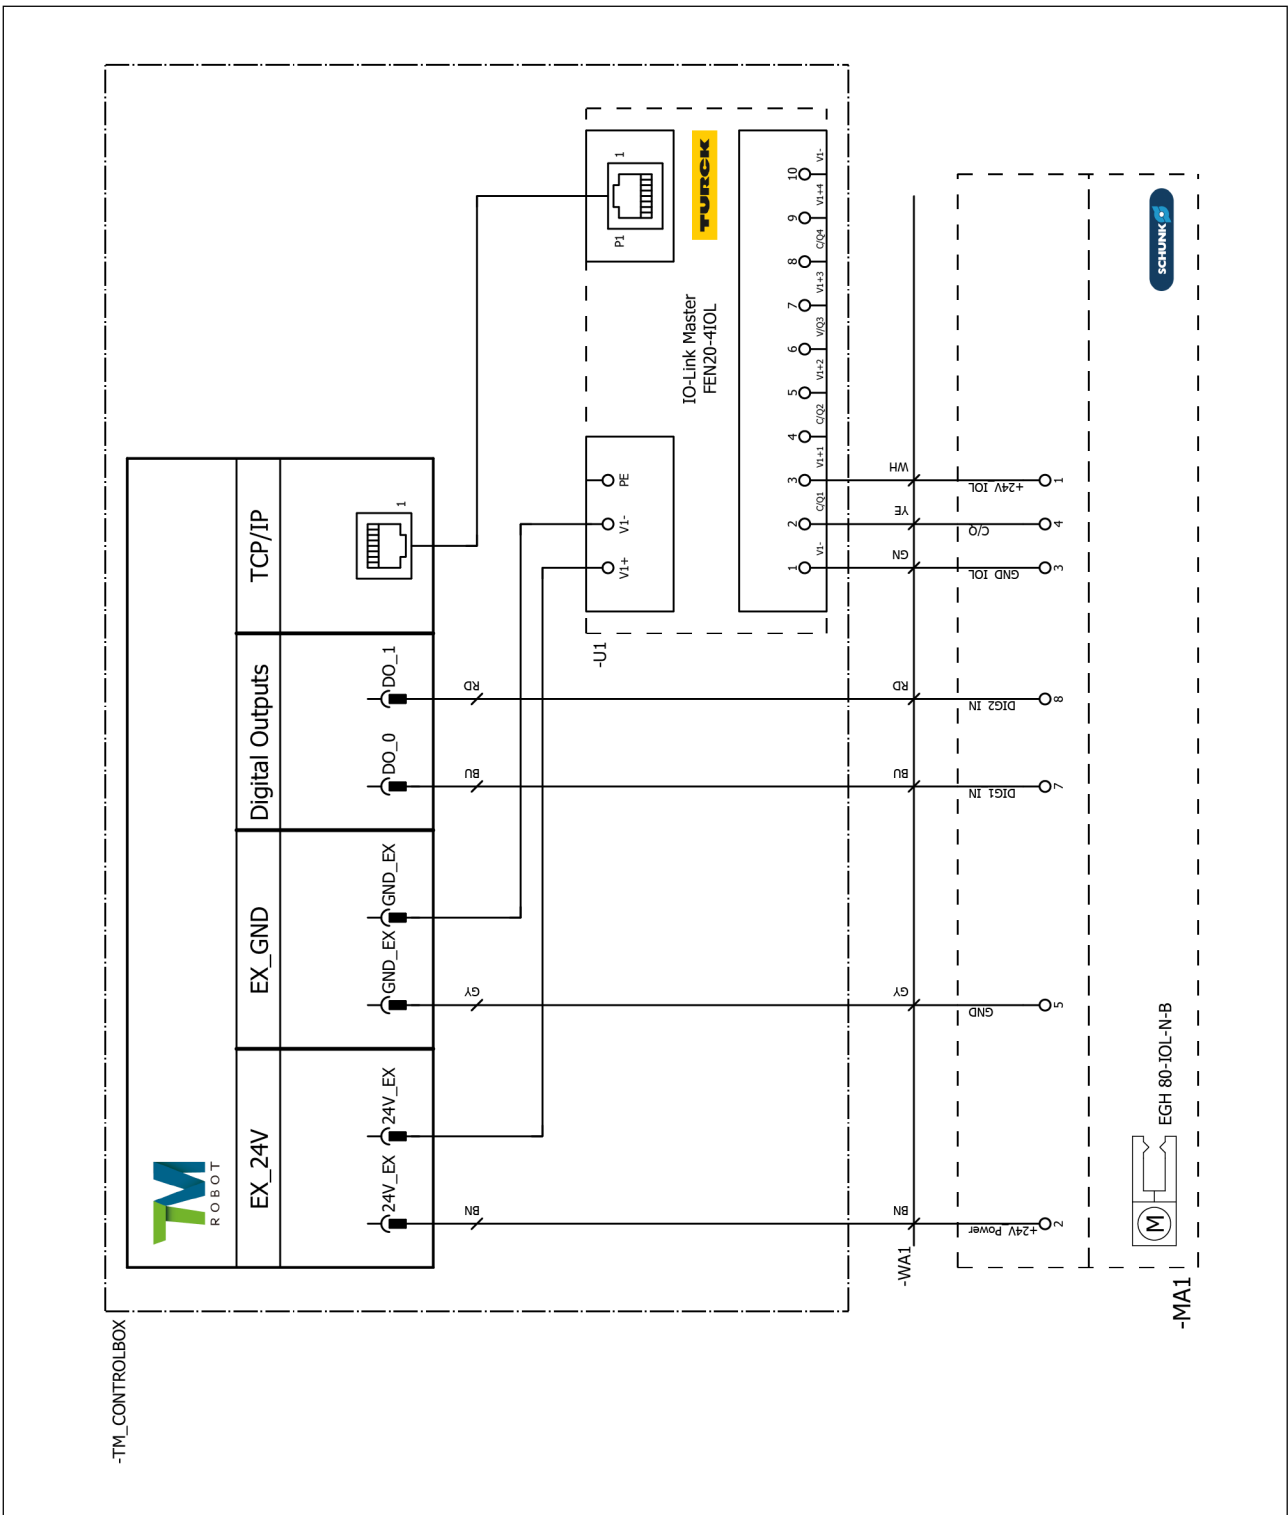 -TM_CONTROLBOX
TM
ROBOT
EX_24V
EX_GND
Digital Outputs
TCP/IP
24V_EX
24V_EX
GND_EX
GND_EX
DO_0
DO_1
1
BN
GY
BU
RD
-U1
V1+
V1-
PE
P1
1
IO-Link Master
FEN20-4IOL
TURCK
1
2
3
4
5
6
7
8
9
10
V1-
C/Q1
V1+1
C/Q2
V1+2
V/Q3
V1+3
C/Q4
V1+4
V1-
-WA1
BN
GY
BU
RD
GN
YE
WH
+24V_Power
GND
DIG1 IN
DIG2 IN
GND IOL
C/Q
+24V_IOL
2
5
7
8
3
4
1
-MA1
M
EGH 80-IOL-N-B
SCHUNK